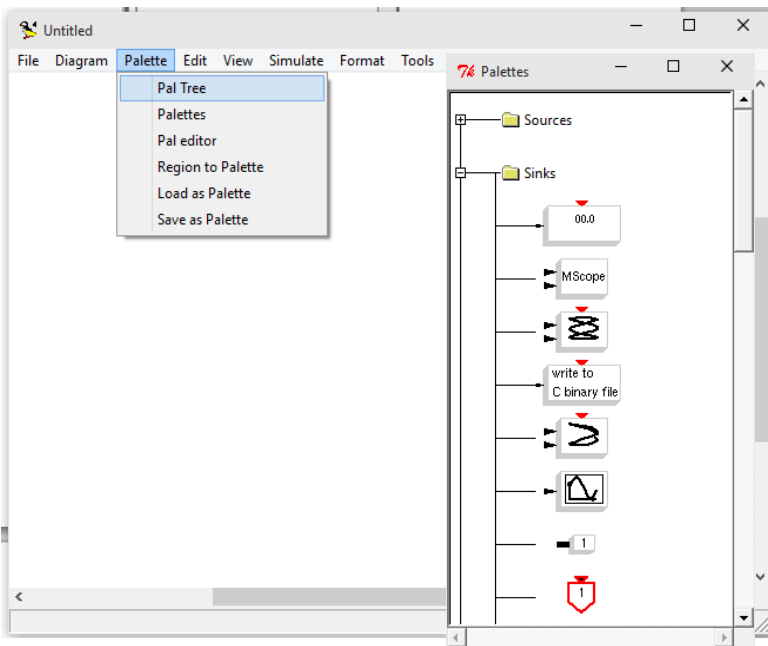 Untitled
File Diagram Palette Edit View Simulate Format Tools
Pal Tree
Palettes
Pal editor
Region to Palette
Load as Palette
Save as Palette
7% Palettes
Sources
Sinks
00.0
MScope
write to
C binary file
1
1